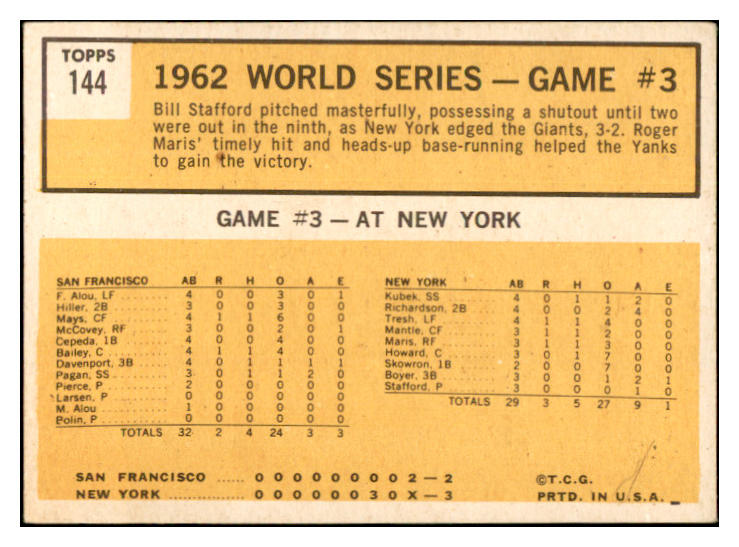 TOPPS
144
1962 WORLD SERIES — GAME #3
Bill Stafford pitched masterfully, possessing a shutout until two
were out in the ninth, as New York edged the Giants, 3-2. Roger
Maris' timely hit and heads-up base-running helped the Yanks
to gain the victory.
GAME #3 — AT NEW YORK
SAN FRANCISCO AB R H O A E
F. Alou, LF ........ 4 0 0 3 0 1
Hiller, 2B ........ 3 0 0 3 0 0
Mays, CF ........ 4 1 1 6 0 0
McCovey, RF ........ 3 0 0 2 0 1
Cepeda, 1B ........ 4 0 0 4 0 0
Bailey, C ........ 4 1 1 4 0 0
Davenport, 3B ........ 4 0 1 1 1 1
Pagan, SS ........ 3 0 1 1 2 0
Pierce, P ........ 2 0 0 0 0 0
Larsen, P ........ 0 0 0 0 0 0
M. Alou ........ 1 0 0 0 0 0
Bolin, P ........ 0 0 0 0 0 0
TOTALS 32 2 4 24 3 3
NEW YORK AB R H O A E
Kubek, SS ........ 4 0 1 1 2 0
Richardson, 2B ........ 4 0 0 2 4 0
Tresh, LF ........ 4 1 1 4 0 0
Mantle, CF ........ 3 1 1 2 0 0
Maris, RF ........ 3 1 1 3 0 0
Howard, C ........ 3 0 1 7 0 0
Skowron, 1B ........ 2 0 0 7 0 0
Boyer, 3B ........ 3 0 0 1 2 1
Stafford, P ........ 3 0 0 0 1 0
TOTALS 29 3 5 27 9 1
SAN FRANCISCO ...... 0 0 0 0 0 0 0 0 2 — 2
NEW YORK .............. 0 0 0 0 0 0 3 0 X — 3
©T.C.G.
PRTD. IN U.S.A.